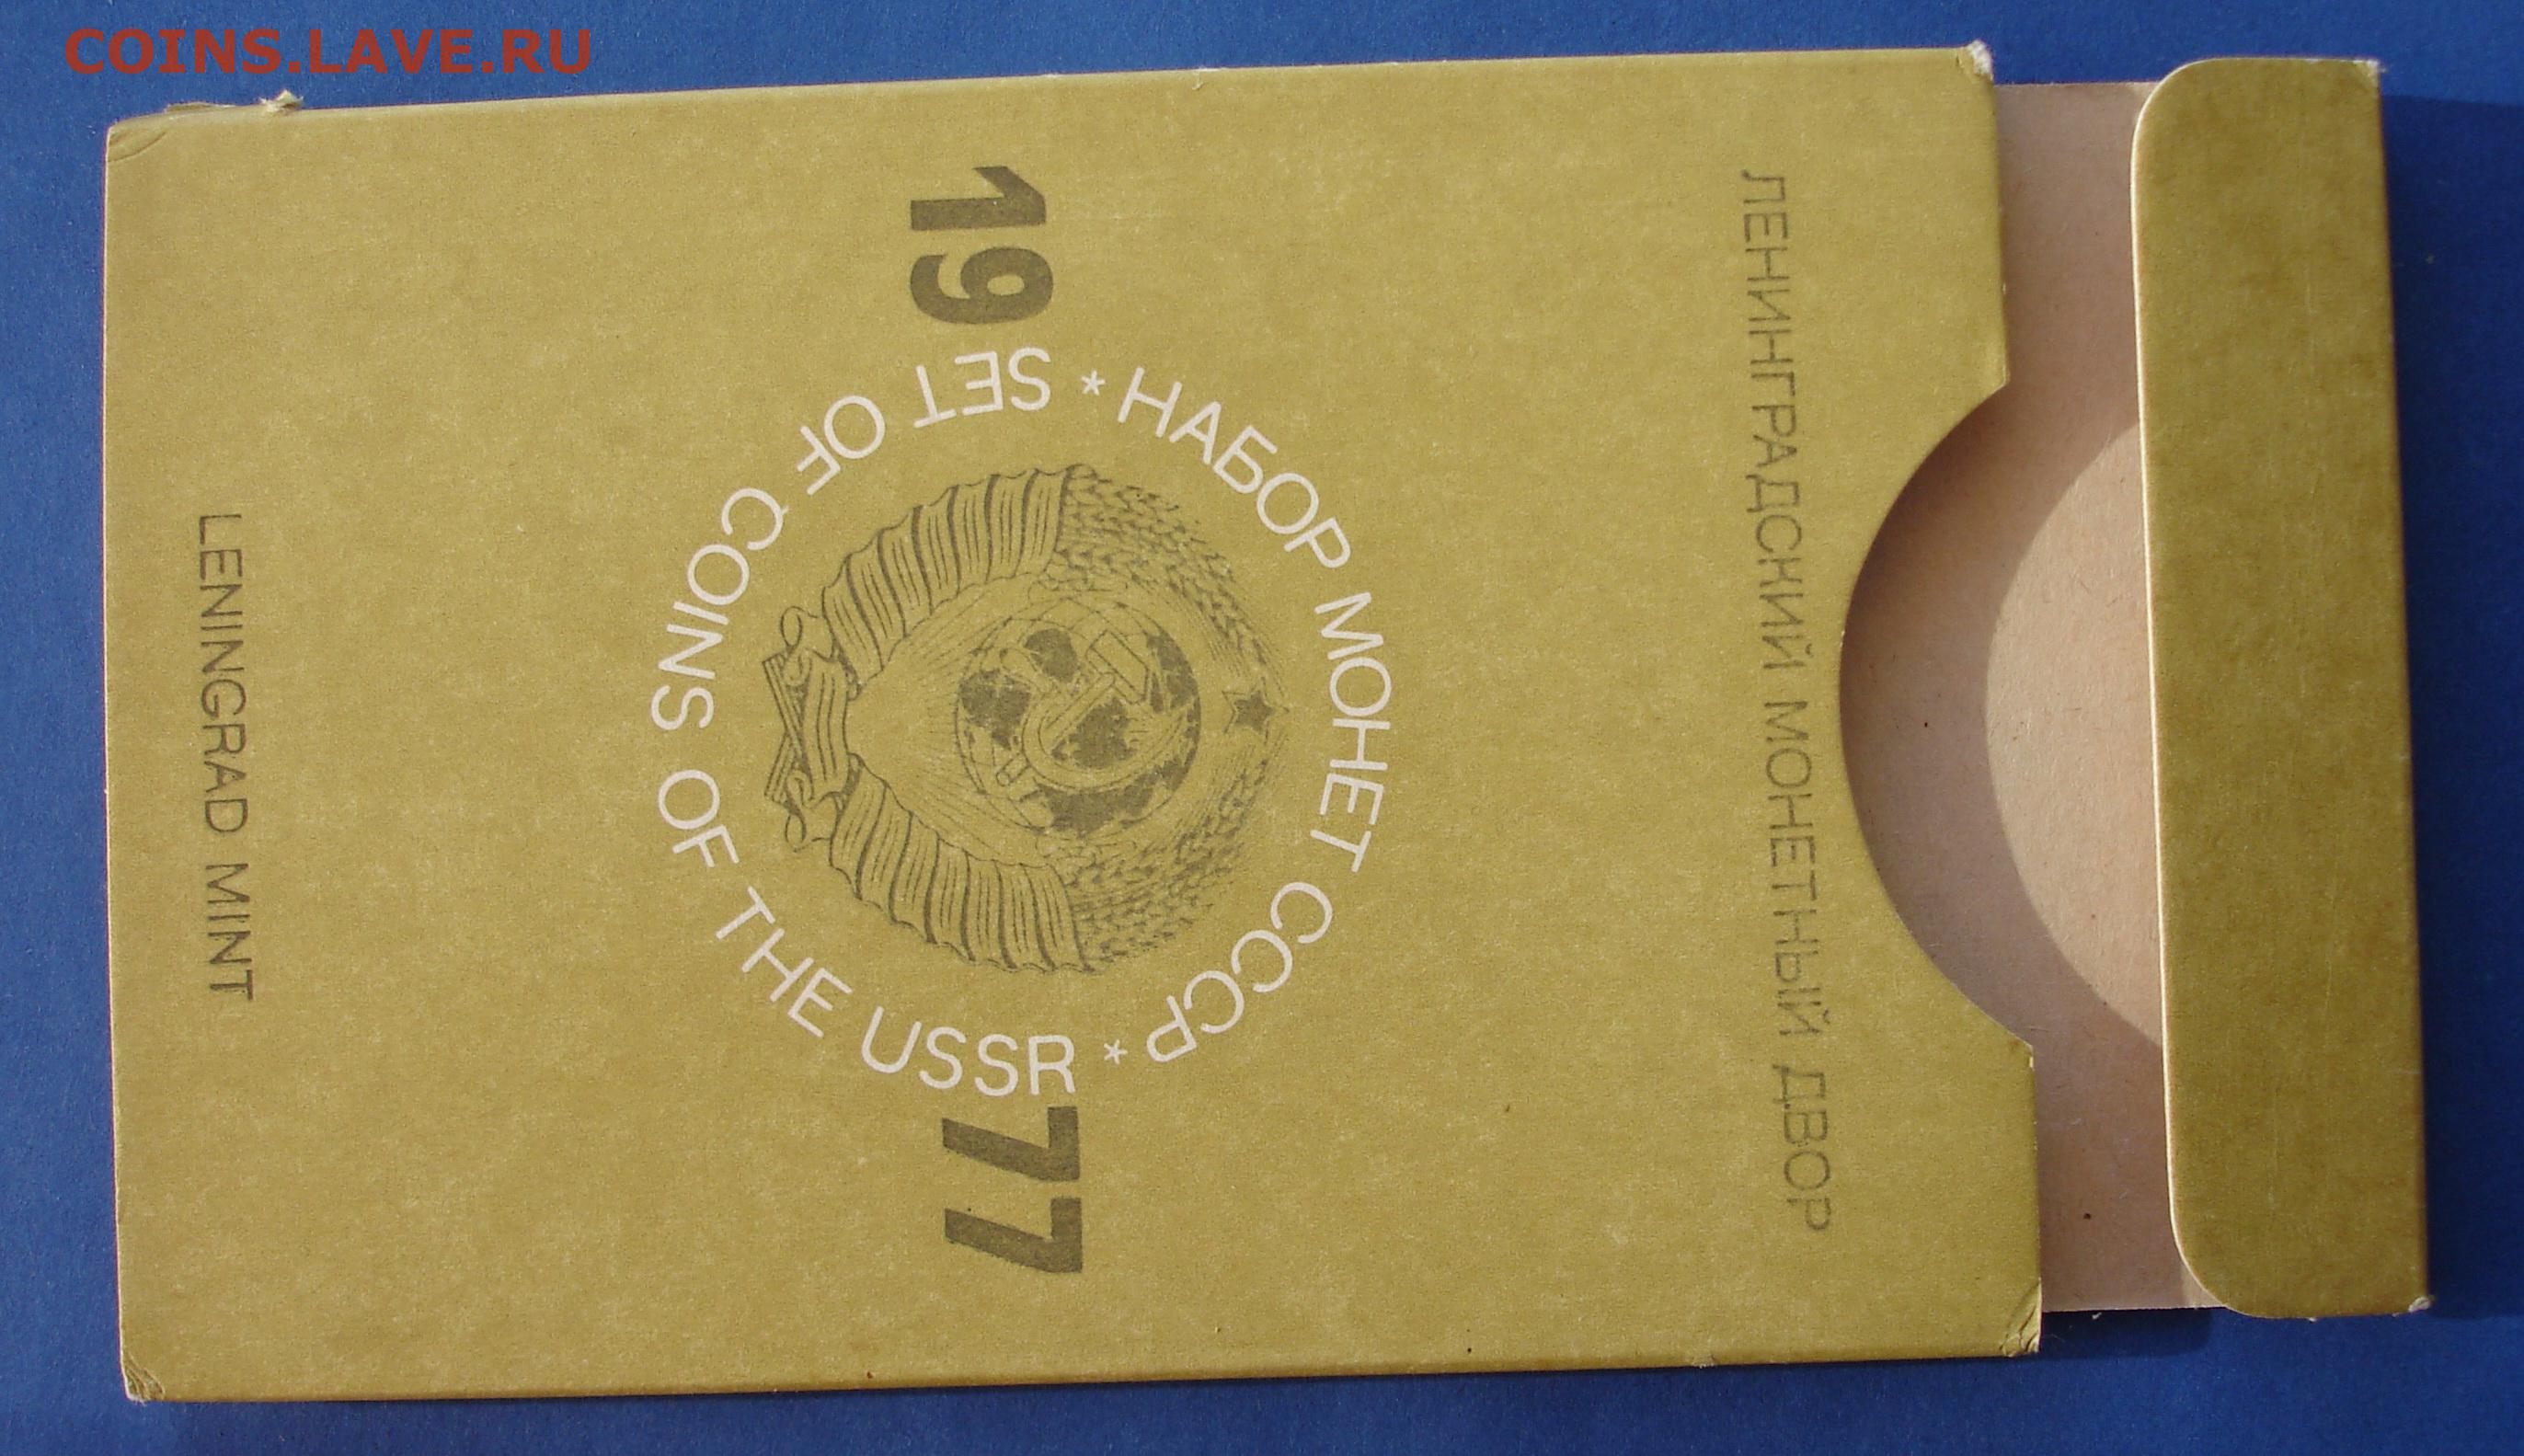 COINS.LAVE.RU
ЛЕНИНГРАДСКИЙ МОНЕТНЫЙ ДВОР
* НАБОР МОНЕТ СССР *
19 77
SET OF COINS OF THE USSR
LENINGRAD MINT